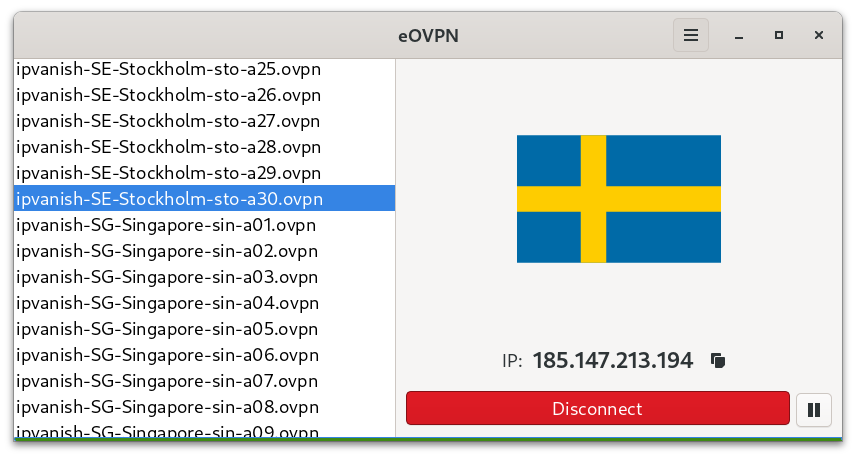 eOVPN
ipvanish-SE-Stockholm-sto-a25.ovpn
ipvanish-SE-Stockholm-sto-a26.ovpn
ipvanish-SE-Stockholm-sto-a27.ovpn
ipvanish-SE-Stockholm-sto-a28.ovpn
ipvanish-SE-Stockholm-sto-a29.ovpn
ipvanish-SE-Stockholm-sto-a30.ovpn
ipvanish-SG-Singapore-sin-a01.ovpn
ipvanish-SG-Singapore-sin-a02.ovpn
ipvanish-SG-Singapore-sin-a03.ovpn
ipvanish-SG-Singapore-sin-a04.ovpn
ipvanish-SG-Singapore-sin-a05.ovpn
ipvanish-SG-Singapore-sin-a06.ovpn
ipvanish-SG-Singapore-sin-a07.ovpn
ipvanish-SG-Singapore-sin-a08.ovpn
ipvanish-SG-Singapore-sin-a09.ovpn
IP: 185.147.213.194
Disconnect